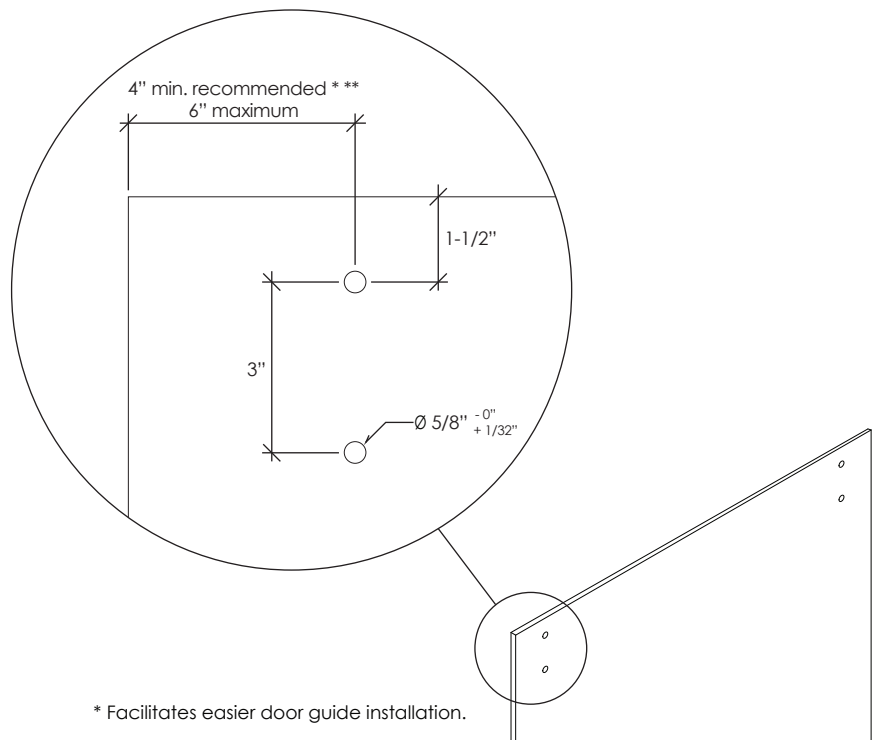 4” min. recommended * **
6” maximum
1-1/2”
3”
Ø 5/8” - 0”
+ 1/32”
* Facilitates easier door guide installation.